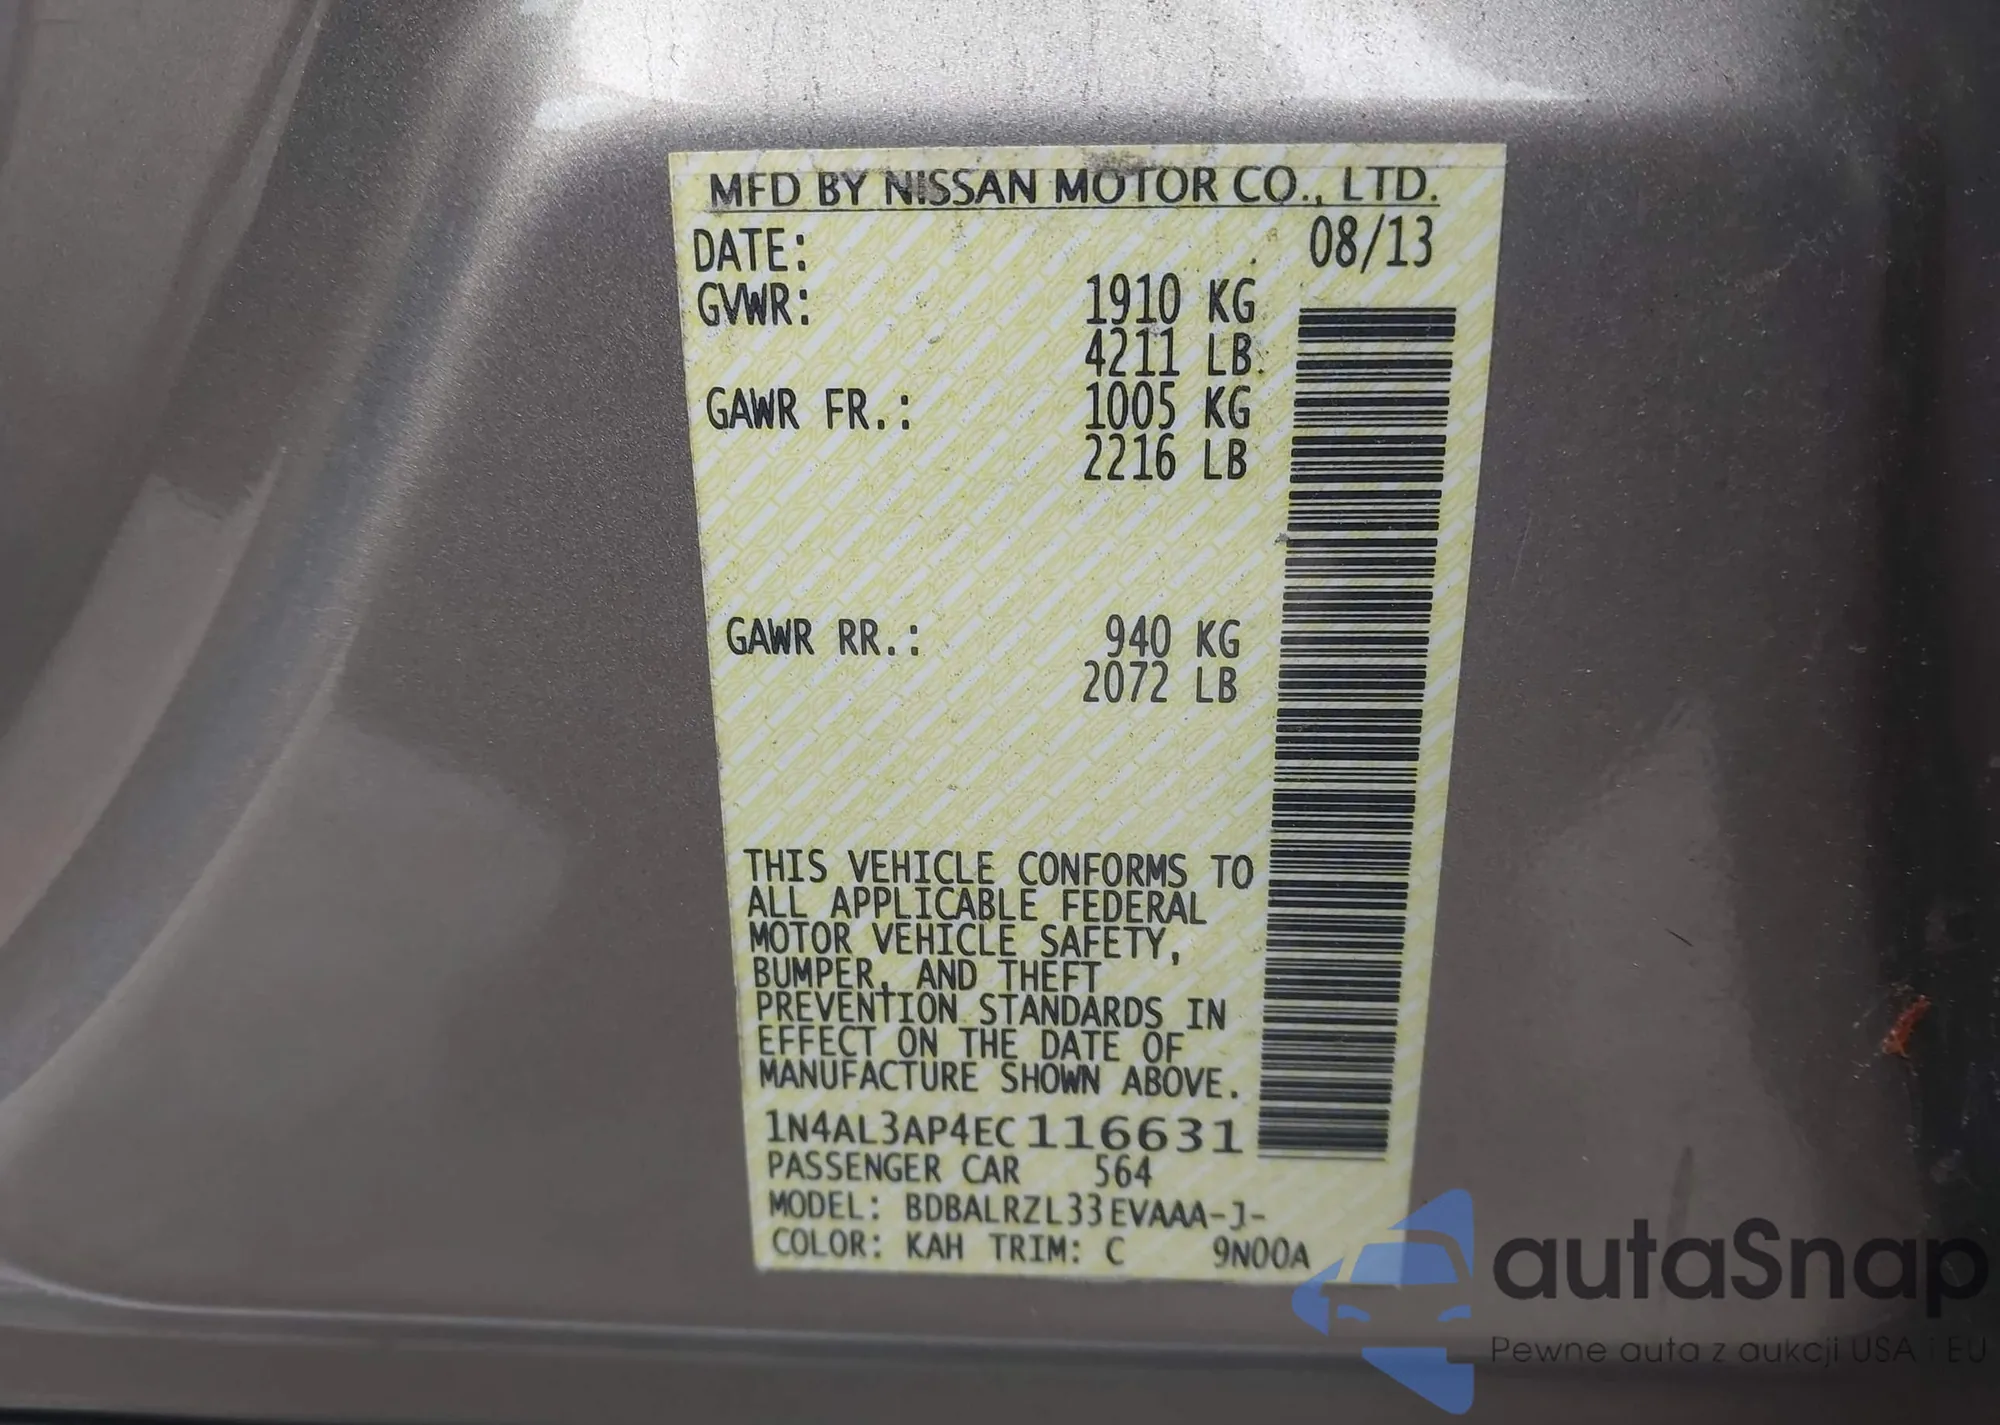 MFD BY NISSAN MOTOR CO., LTD.
DATE: 08/13
GVWR: 1910 KG
4211 LB
GAWR FR.: 1005 KG
2216 LB
GAWR RR.: 940 KG
2072 LB
THIS VEHICLE CONFORMS TO
ALL APPLICABLE FEDERAL
MOTOR VEHICLE SAFETY,
BUMPER, AND THEFT
PREVENTION STANDARDS IN
EFFECT ON THE DATE OF
MANUFACTURE SHOWN ABOVE.
1N4AL3AP4EC116631
PASSENGER CAR 564
MODEL: BDBALRZL33EVAAA-J-
COLOR: KAH TRIM: C 9N00A
autaSnap
Pewne auta z aukcji USA i EU